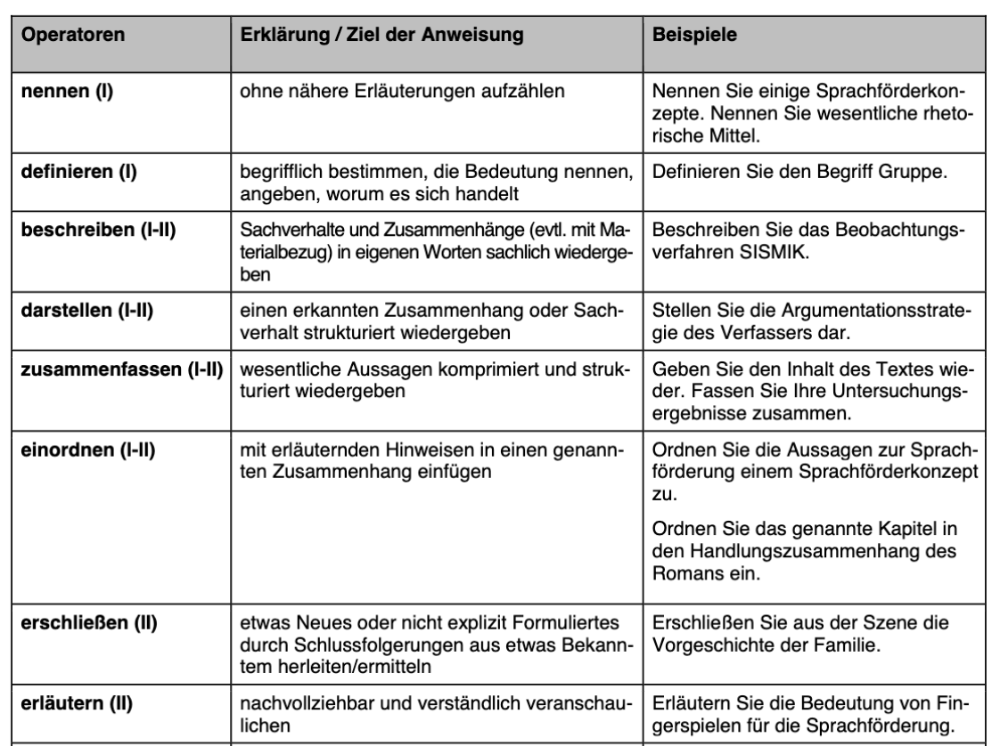 Operatoren
Erklärung / Ziel der Anweisung
Beispiele
nennen (I)
ohne nähere Erläuterungen aufzählen
Nennen Sie einige Sprachförderkon-
zepte. Nennen Sie wesentliche rheto-
rische Mittel.
definieren (I)
begrifflich bestimmen, die Bedeutung nennen,
angeben, worum es sich handelt
Definieren Sie den Begriff Gruppe.
beschreiben (I-II)
Sachverhalte und Zusammenhänge (evtl. mit Ma-
terialbezug) in eigenen Worten sachlich wiederge-
ben
Beschreiben Sie das Beobachtungs-
verfahren SISMIK.
darstellen (I-II)
einen erkannten Zusammenhang oder Sach-
verhalt strukturiert wiedergeben
Stellen Sie die Argumentationsstrate-
gie des Verfassers dar.
zusammenfassen (I-II)
wesentliche Aussagen komprimiert und struk-
turiert wiedergeben
Geben Sie den Inhalt des Textes wie-
der. Fassen Sie Ihre Untersuchungs-
ergebnisse zusammen.
einordnen (I-II)
mit erläuternden Hinweisen in einen genann-
ten Zusammenhang einfügen
Ordnen Sie die Aussagen zur Sprach-
förderung einem Sprachförderkonzept
zu.
Ordnen Sie das genannte Kapitel in
den Handlungszusammenhang des
Romans ein.
erschließen (II)
etwas Neues oder nicht explizit Formuliertes
durch Schlussfolgerungen aus etwas Bekann-
tem herleiten/ermitteln
Erschließen Sie aus der Szene die
Vorgeschichte der Familie.
erläutern (II)
nachvollziehbar und verständlich veranschau-
lichen
Erläutern Sie die Bedeutung von Fin-
gerspielen für die Sprachförderung.